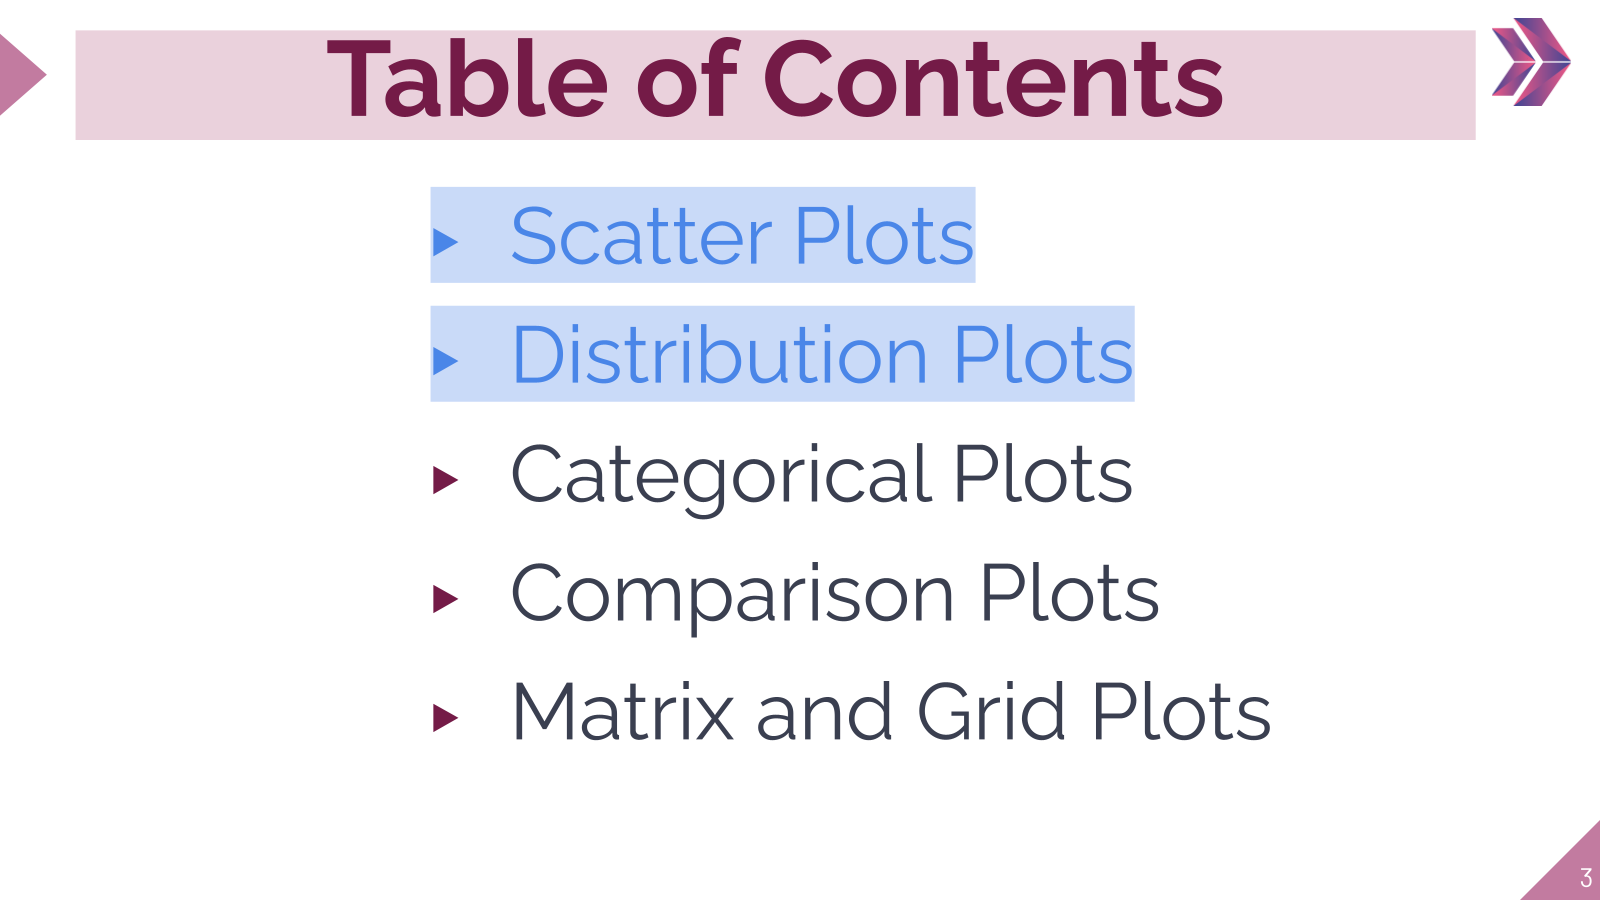 Table of Contents
▸ Scatter Plots
▸ Distribution Plots
▸ Categorical Plots
▸ Comparison Plots
▸ Matrix and Grid Plots
3